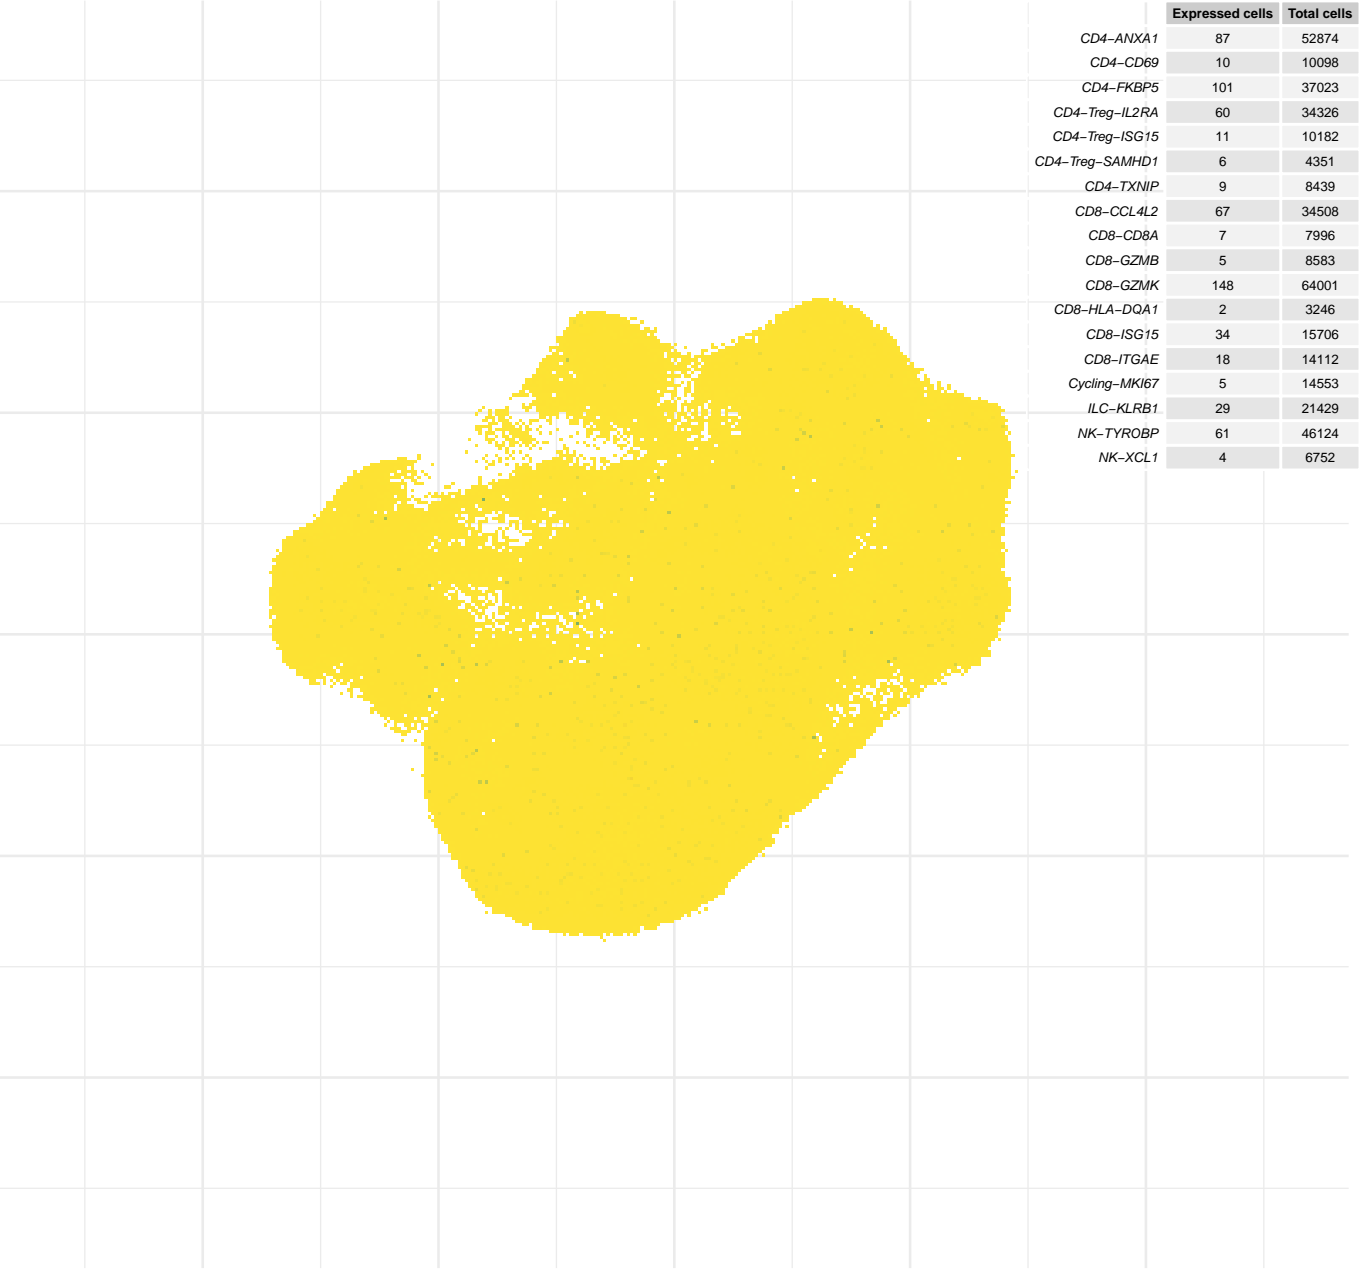 Expressed cells Total cells
CD4−ANXA1 87 52874
CD4−CD69 10 10098
CD4−FKBP5 101 37023
CD4−Treg−IL2RA 60 34326
CD4−Treg−ISG15 11 10182
CD4−Treg−SAMHD1 6 4351
CD4−TXNIP 9 8439
CD8−CCL4L2 67 34508
CD8−CD8A 7 7996
CD8−GZMB 5 8583
CD8−GZMK 148 64001
CD8−HLA−DQA1 2 3246
CD8−ISG15 34 15706
CD8−ITGAE 18 14112
Cycling−MKI67 5 14553
ILC−KLRB1 29 21429
NK−TYROBP 61 46124
NK−XCL1 4 6752